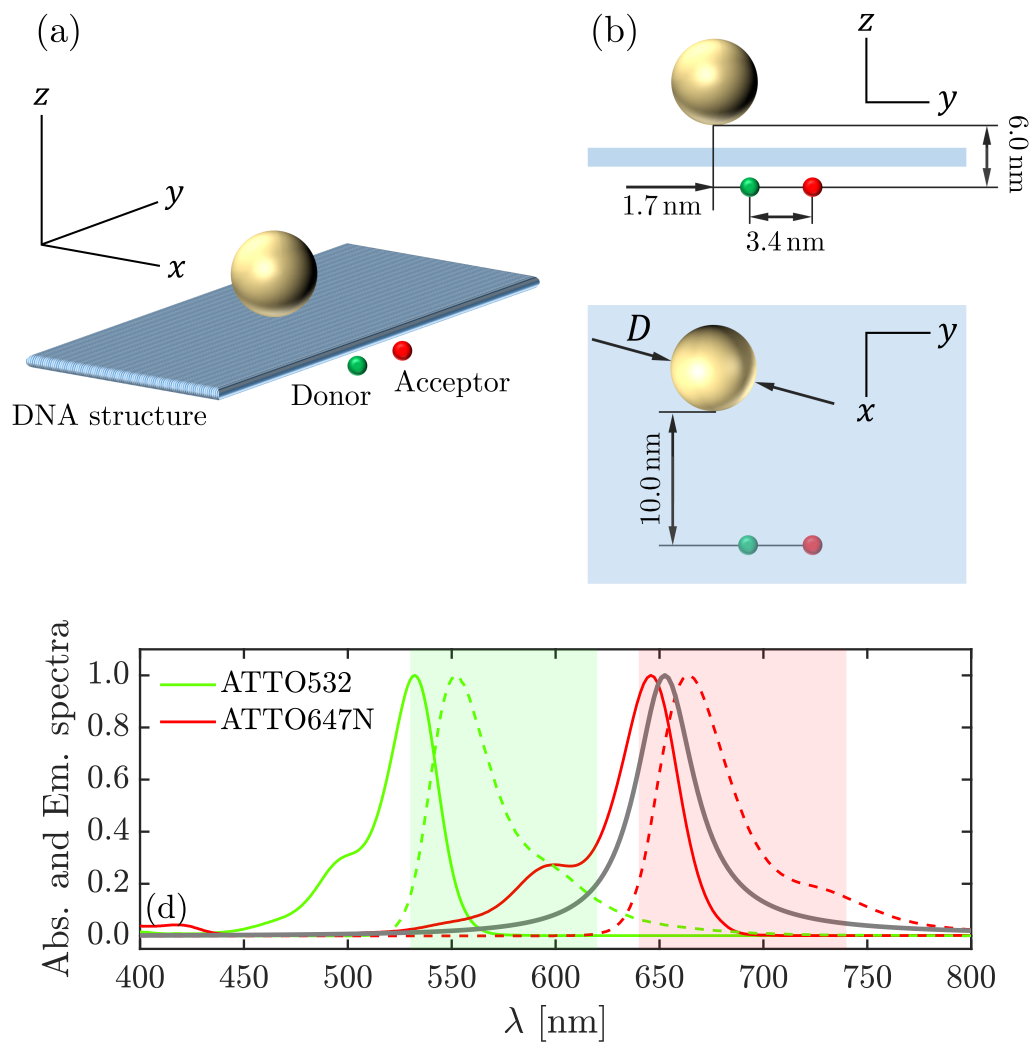 (a)
z
y
x
Donor
Acceptor
DNA structure
(b)
z
y
6.0 nm
1.7 nm
3.4 nm
D
y
x
10.0 nm
Abs. and Em. spectra
1.0
0.8
0.6
0.4
0.2
0.0
ATTO532
ATTO647N
(d)
400 450 500 550 600 650 700 750 800
λ [nm]